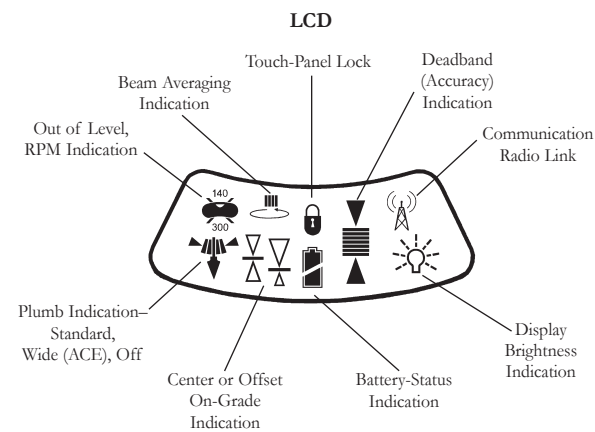 LCD
Touch-Panel Lock
Deadband
(Accuracy)
Indication
Beam Averaging
Indication
Out of Level,
RPM Indication
Communication
Radio Link
140
300
Plumb Indication–
Standard,
Wide (ACE), Off
Center or Offset
On-Grade
Indication
Battery-Status
Indication
Display
Brightness
Indication